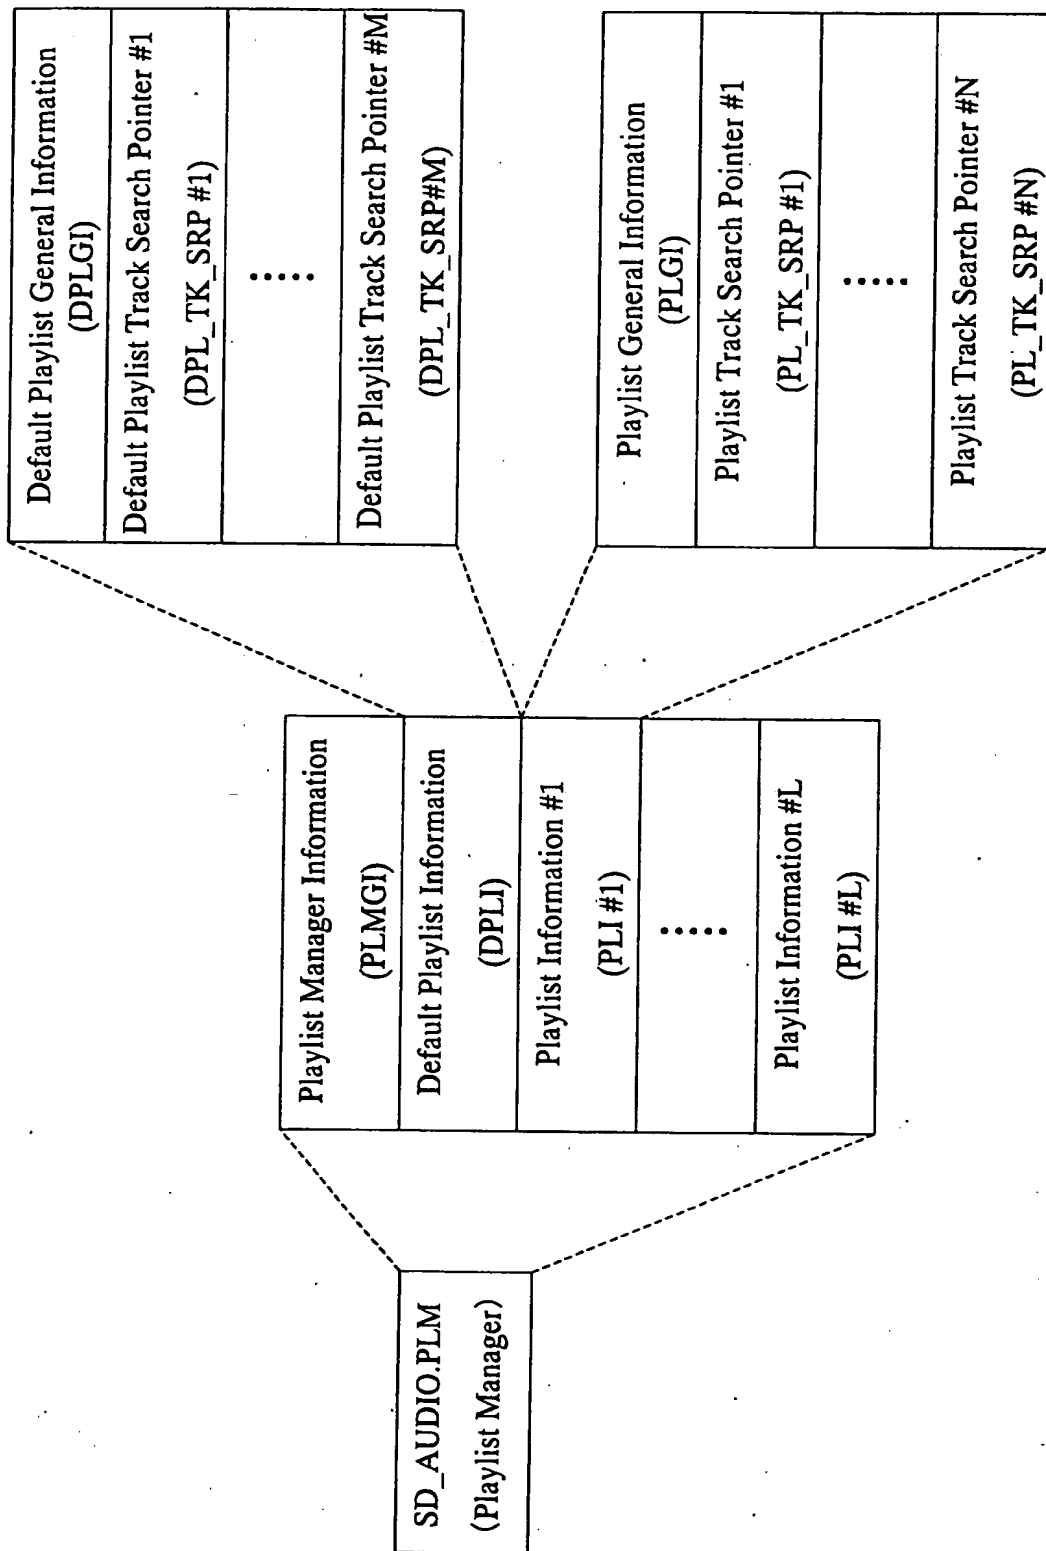 SD_AUDIO.PLM
(Playlist Manager)
Playlist Manager Information
(PLMGI)
Default Playlist Information
(DPLI)
Playlist Information #1
(PLI #1)
.....
Playlist Information #L
(PLI #L)
Default Playlist General Information
(DPLGI)
Default Playlist Track Search Pointer #1
(DPL_TK_SRP #1)
.....
Default Playlist Track Search Pointer #M
(DPL_TK_SRP#M)
Playlist General Information
(PLGI)
Playlist Track Search Pointer #1
(PL_TK_SRP #1)
.....
Playlist Track Search Pointer #N
(PL_TK_SRP #N)